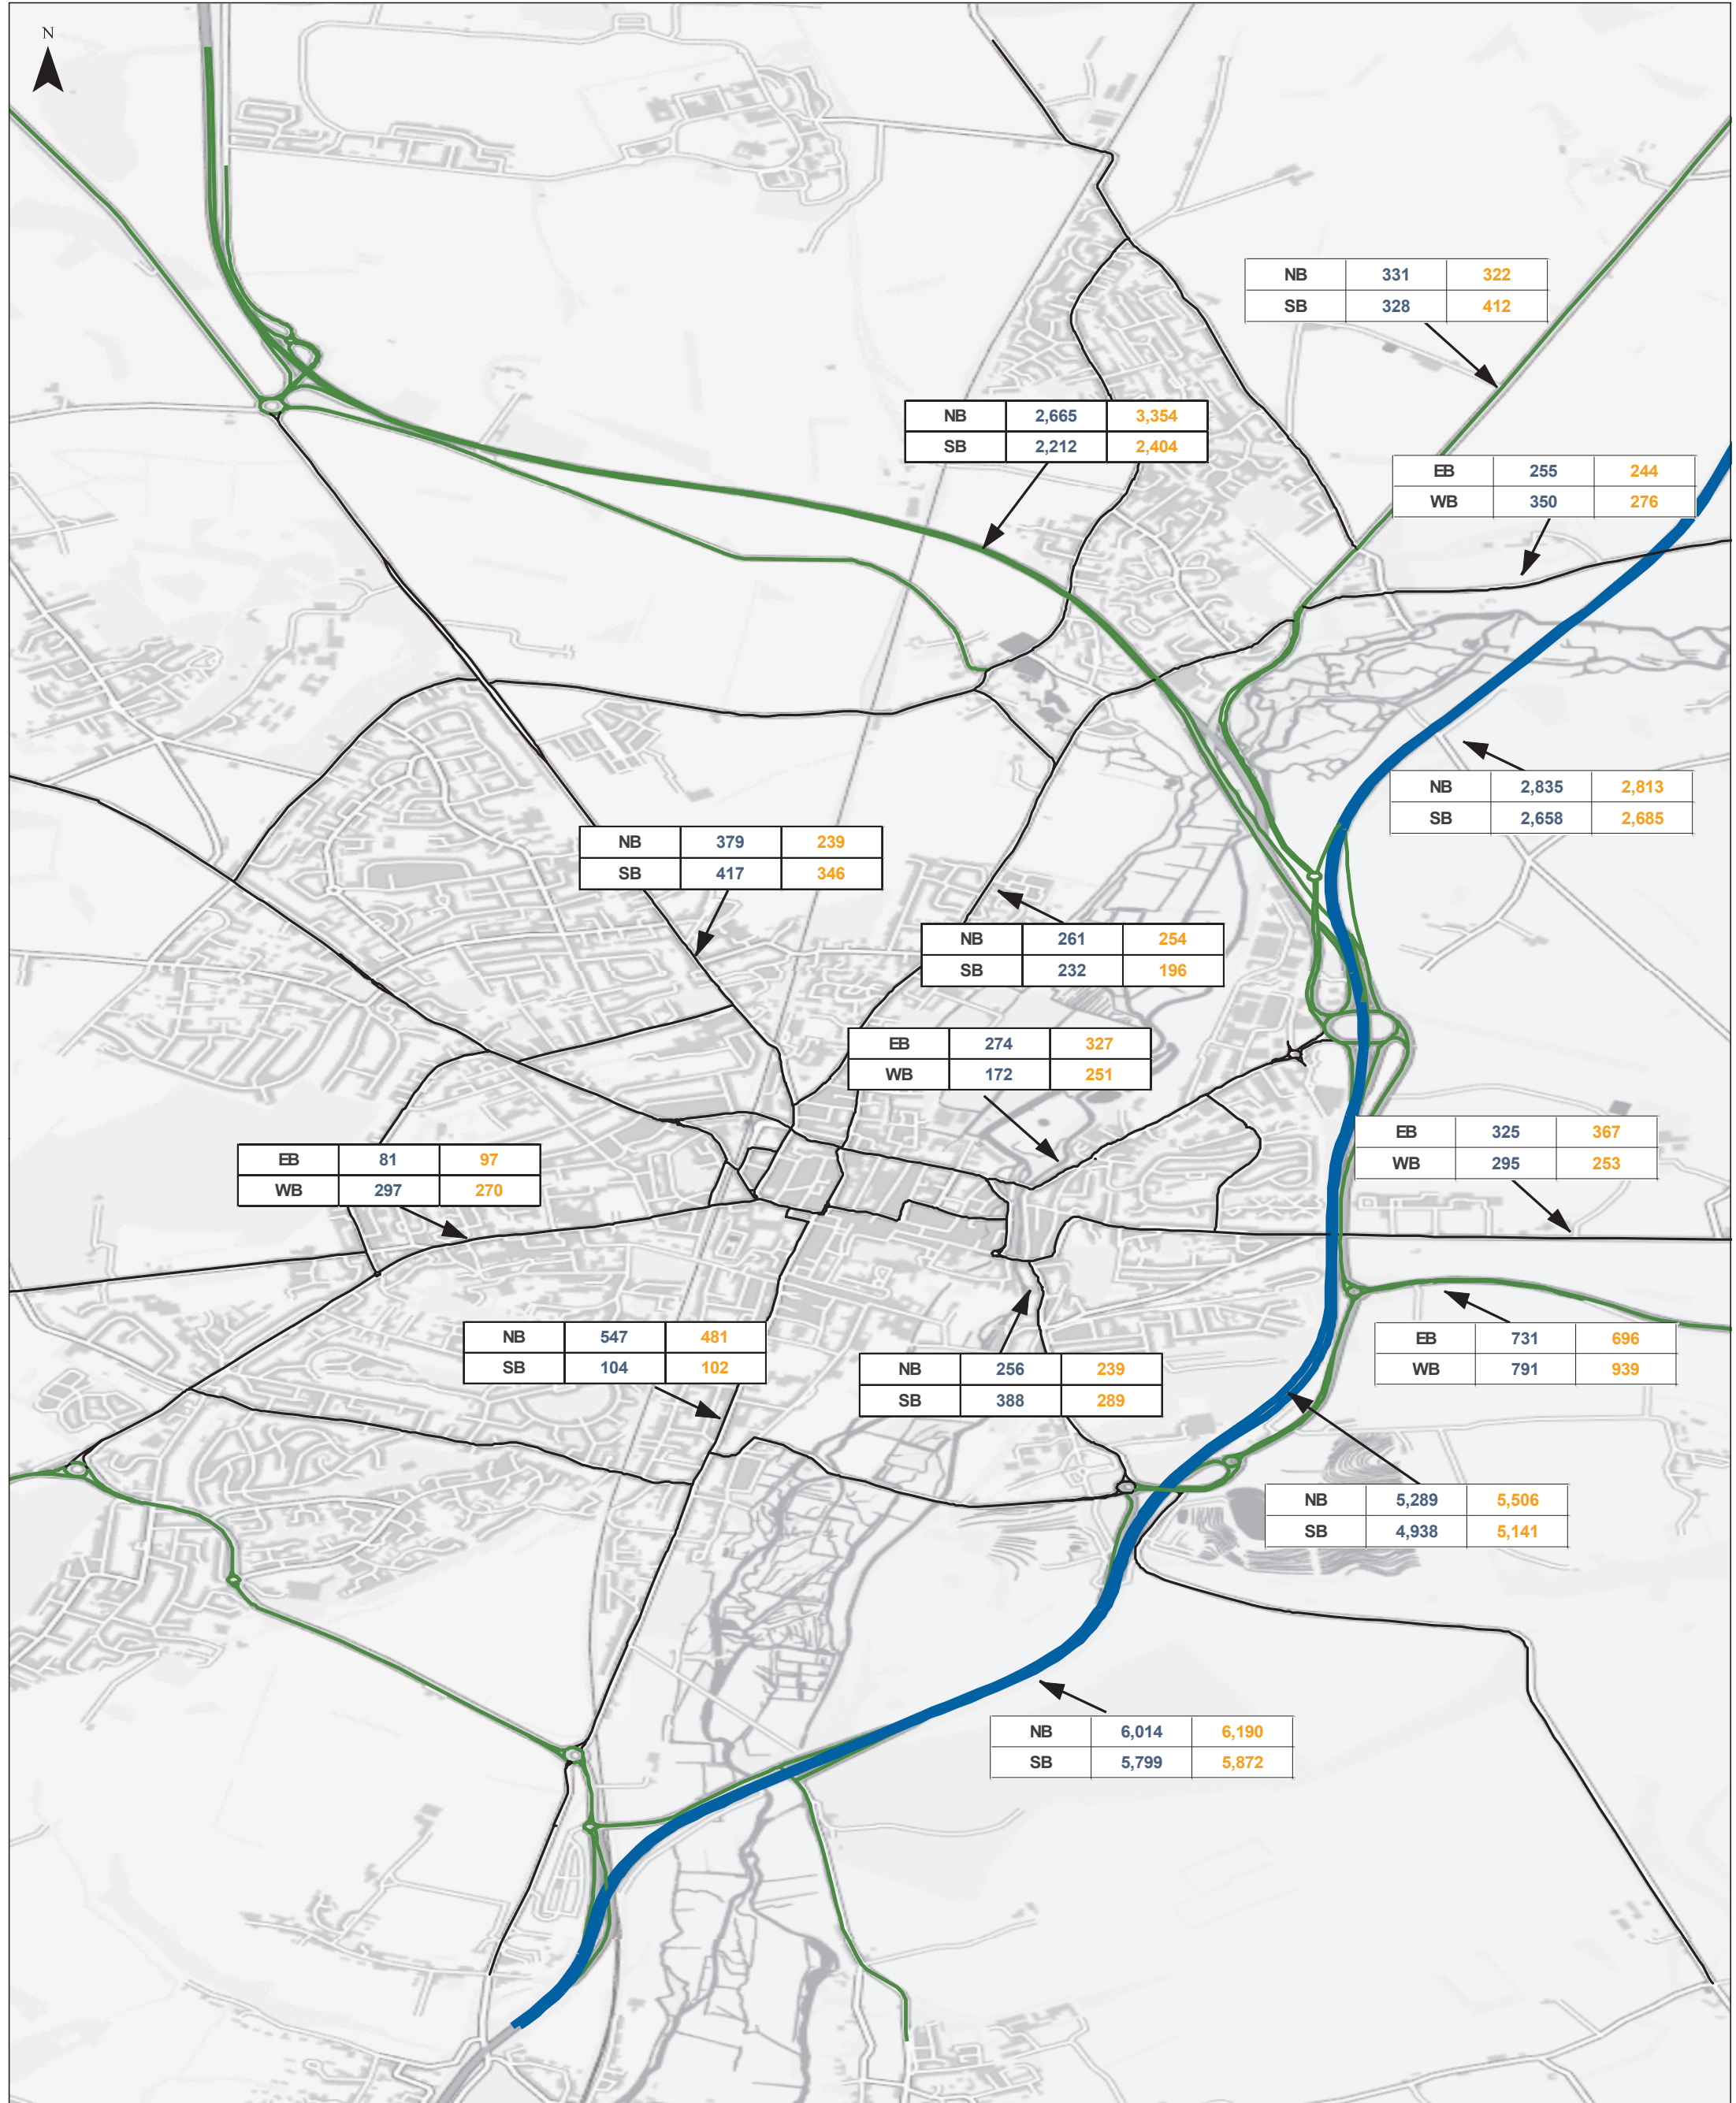 N
NB 331 322
SB 328 412
NB 2,665 3,354
SB 2,212 2,404
EB 255 244
WB 350 276
NB 2,835 2,813
SB 2,658 2,685
NB 379 239
SB 417 346
NB 261 254
SB 232 196
EB 274 327
WB 172 251
EB 325 367
WB 295 253
EB 81 97
WB 297 270
NB 547 481
SB 104 102
NB 256 239
SB 388 289
EB 731 696
WB 791 939
NB 5,289 5,506
SB 4,938 5,141
NB 6,014 6,190
SB 5,799 5,872